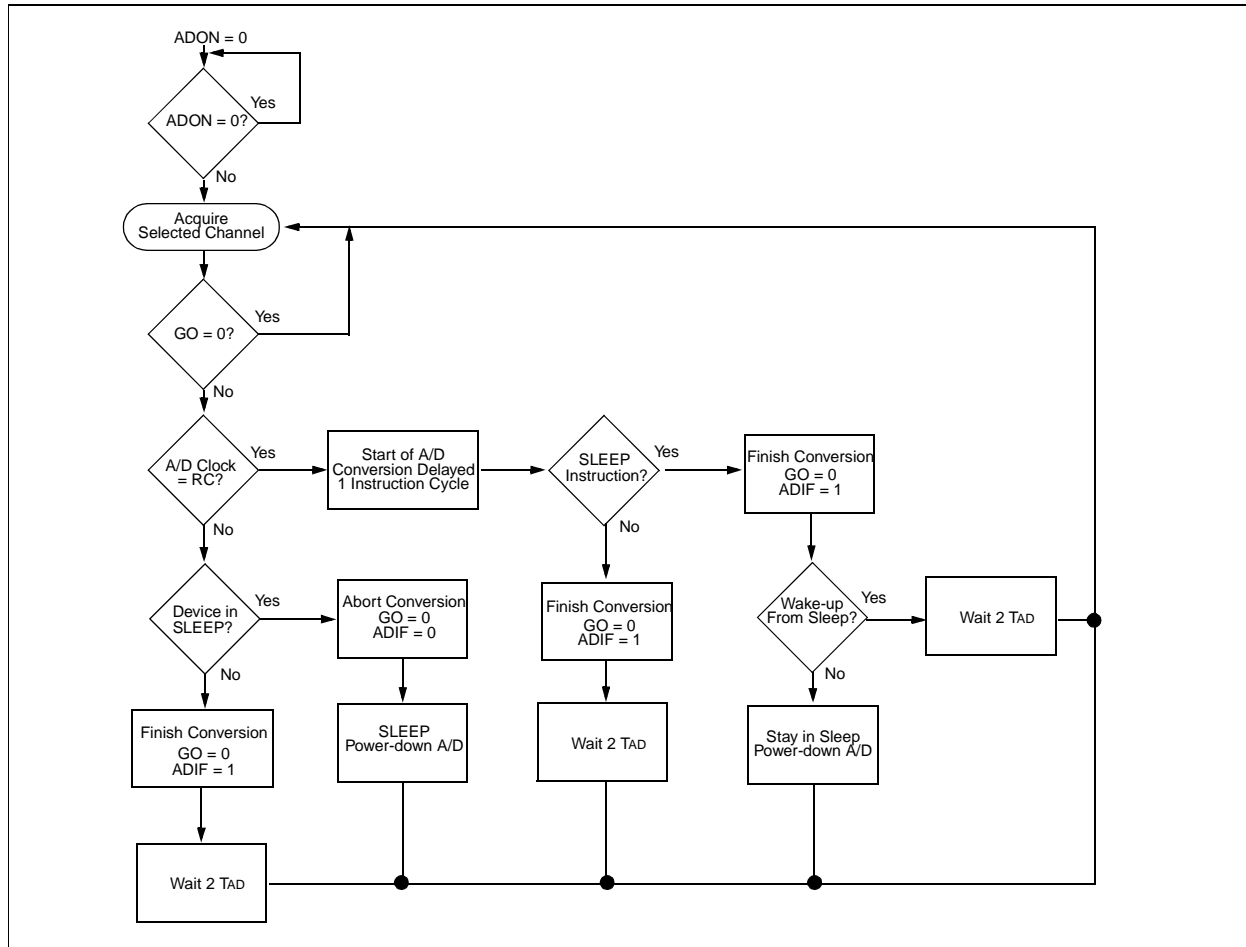 ADON = 0
ADON = 0?
Yes
No
Acquire
Selected Channel
GO = 0?
Yes
No
A/D Clock
= RC?
Yes
No
Start of A/D
Conversion Delayed
1 Instruction Cycle
SLEEP
Instruction?
Yes
No
Finish Conversion
GO = 0
ADIF = 1
Device in
SLEEP?
Yes
No
Abort Conversion
GO = 0
ADIF = 0
Finish Conversion
GO = 0
ADIF = 1
Wake-up
From Sleep?
Yes
No
Wait 2 TAD
Finish Conversion
GO = 0
ADIF = 1
SLEEP
Power-down A/D
Wait 2 TAD
Stay in Sleep
Power-down A/D
Wait 2 TAD